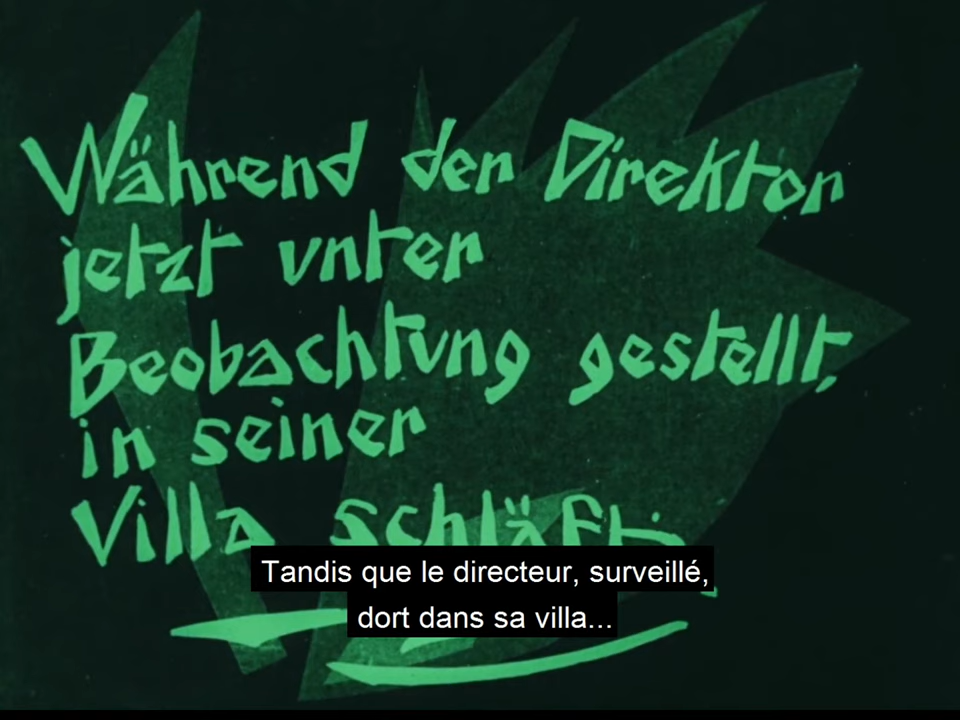 Während der Direktor
jetzt unter
Beobachtung gestellt,
in seiner
Villa schläft
Tandis que le directeur, surveillé,
dort dans sa villa...